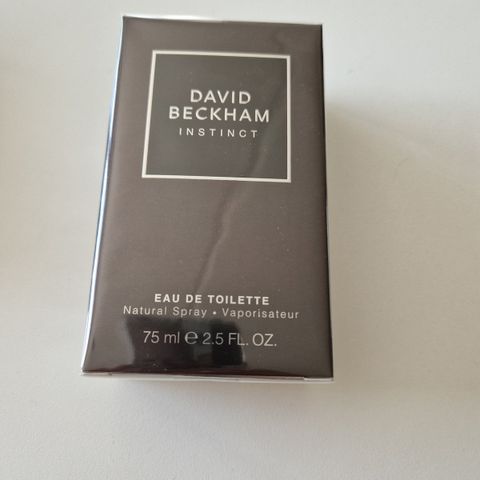 DAVID
BECKHAM
INSTINCT
EAU DE TOILETTE
Natural Spray • Vaporisateur
75 ml ℮ 2.5 FL. OZ.